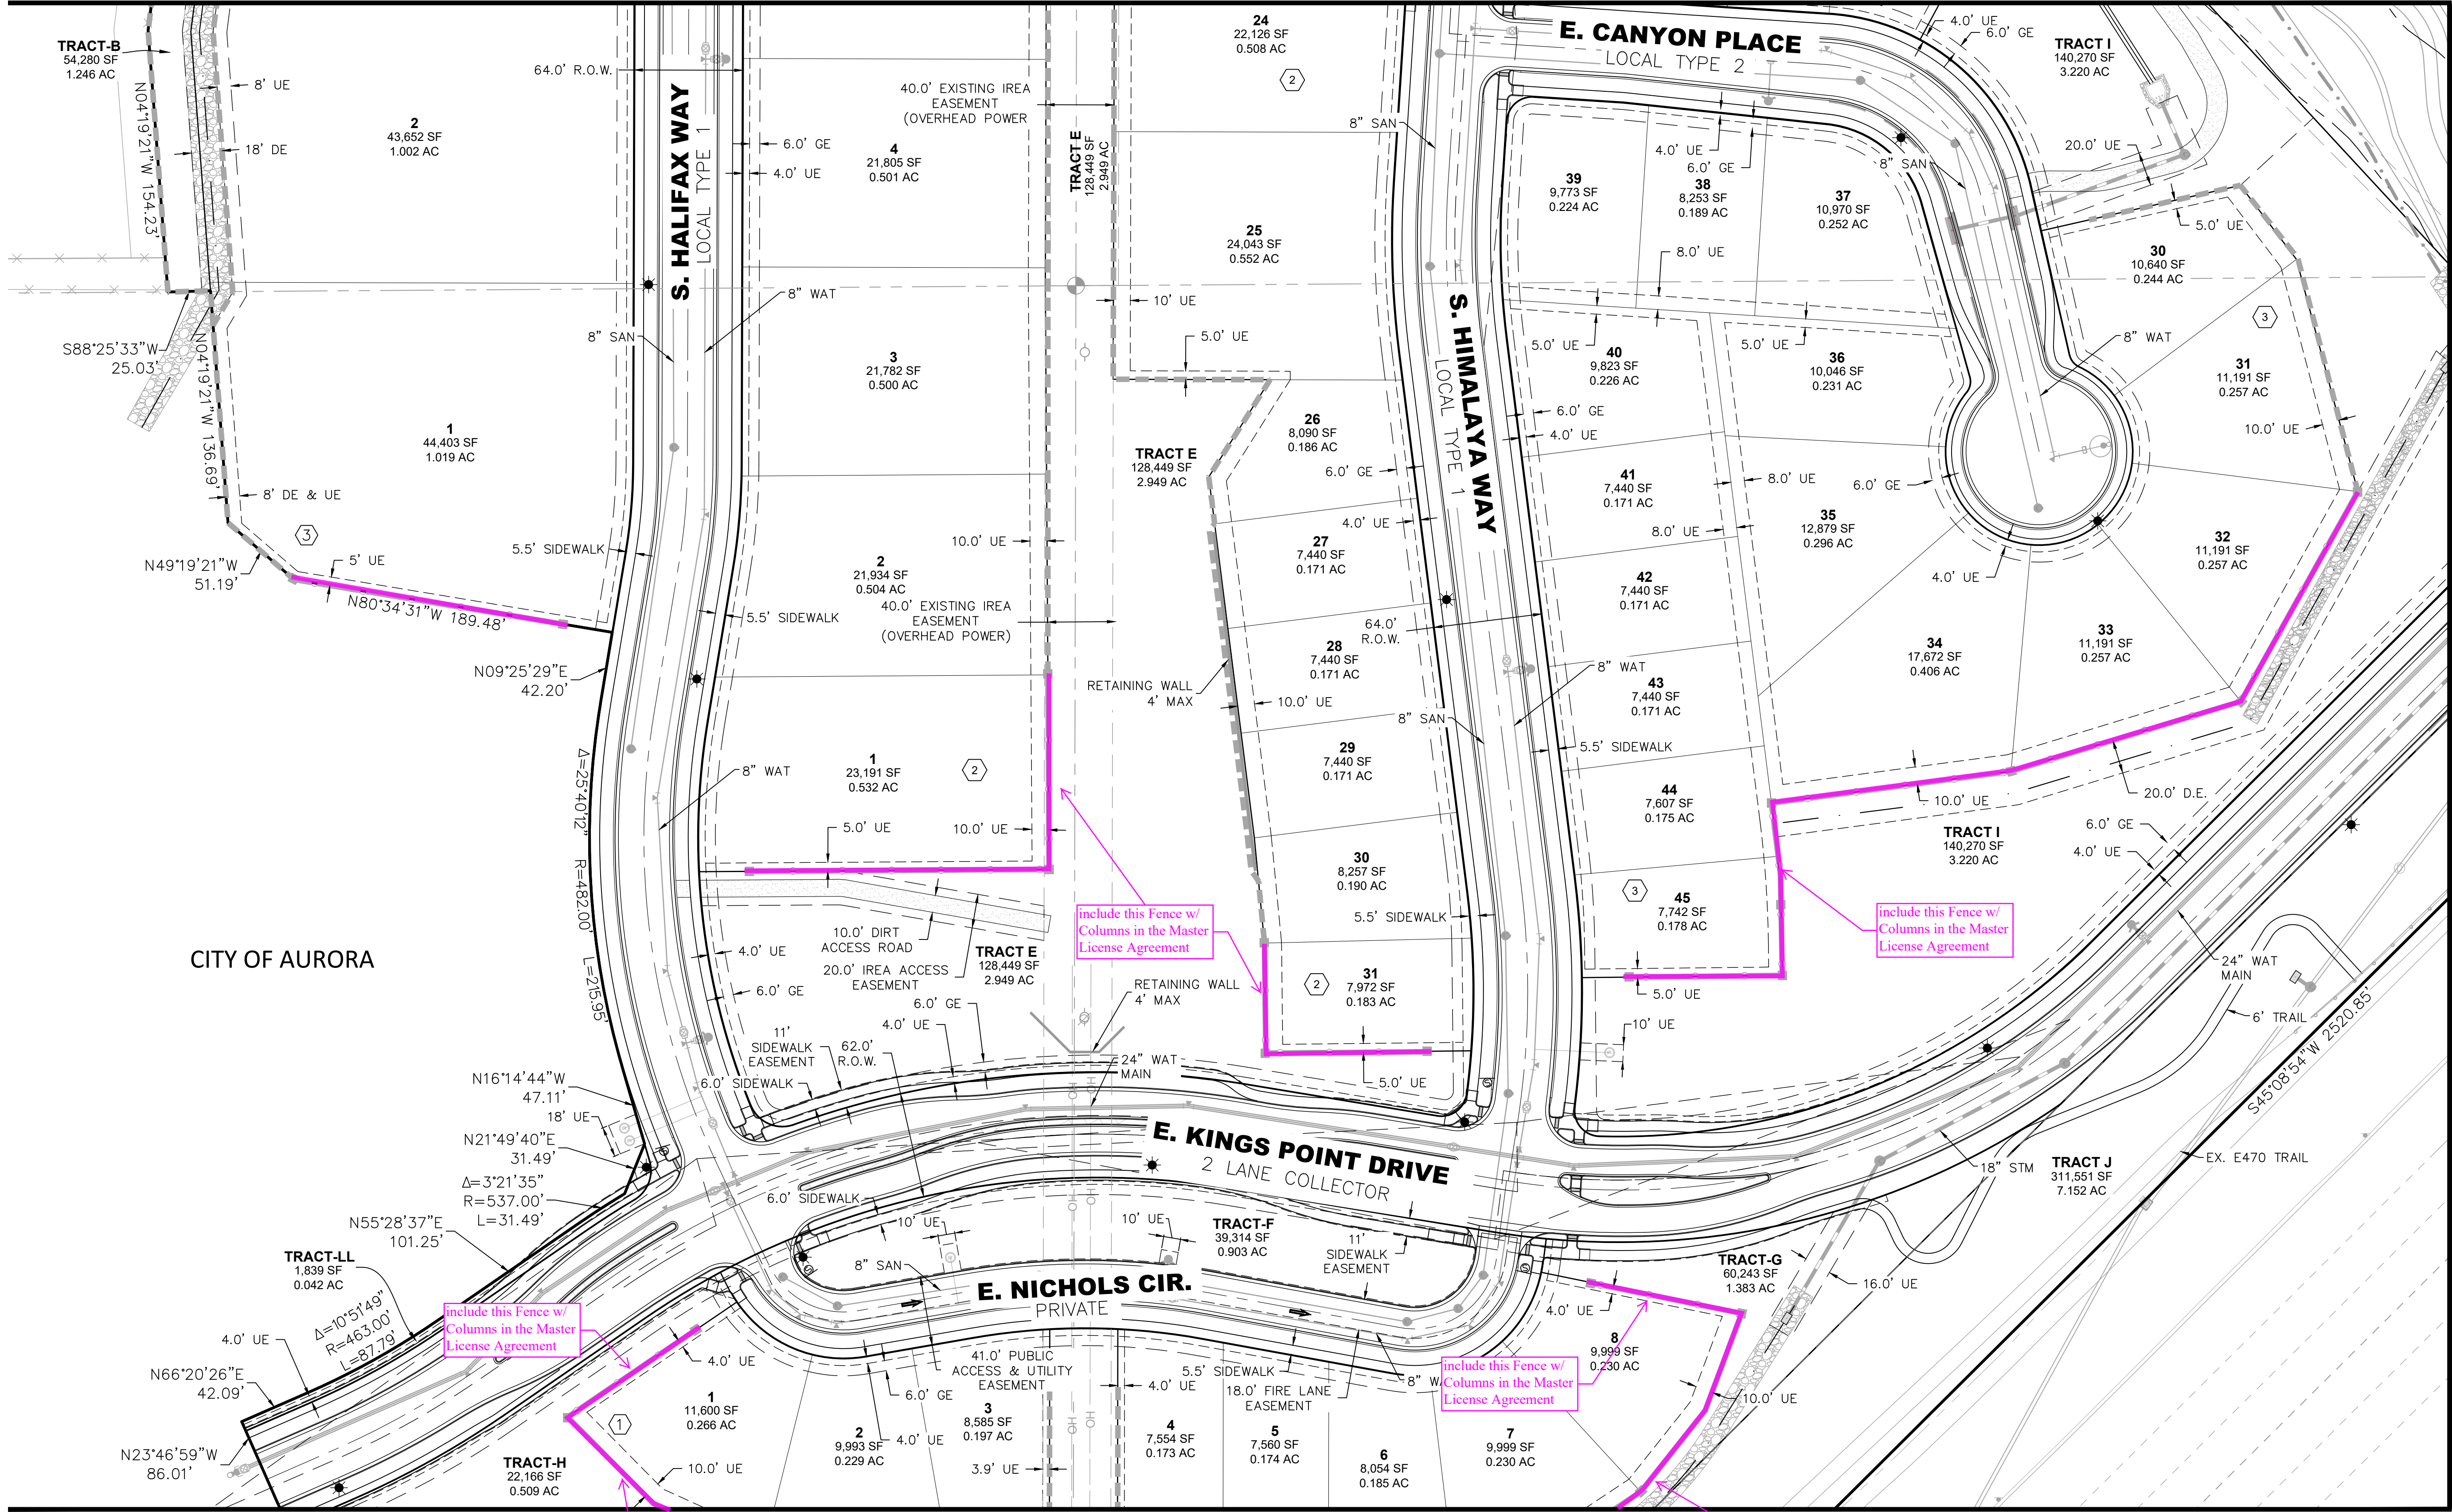 TRACT-B
54,280 SF
1.246 AC
N04°19'21"W 154.23'
8' UE
18' DE
2
43,652 SF
1.002 AC
64.0' R.O.W.
S. HALIFAX WAY
LOCAL TYPE 1
6.0' GE
4.0' UE
4
21,805 SF
0.501 AC
40.0' EXISTING IREA
EASEMENT
(OVERHEAD POWER
TRACT E
128,449 SF
2.949 AC
24
22,126 SF
0.508 AC
2
25
24,043 SF
0.552 AC
8" SAN
E. CANYON PLACE
LOCAL TYPE 2
4.0' UE
6.0' GE
TRACT I
140,270 SF
3.220 AC
20.0' UE
4.0' UE
6.0' GE
8" SAN
39
9,773 SF
0.224 AC
38
8,253 SF
0.189 AC
37
10,970 SF
0.252 AC
8.0' UE
5.0' UE
30
10,640 SF
0.244 AC
3
S88°25'33"W
25.03'
N04°19'21"W 136.69'
8" SAN
8" WAT
3
21,782 SF
0.500 AC
10' UE
5.0' UE
S. HIMALAYA WAY
LOCAL TYPE 1
5.0' UE
40
9,823 SF
0.226 AC
5.0' UE
36
10,046 SF
0.231 AC
8" WAT
31
11,191 SF
0.257 AC
10.0' UE
1
44,403 SF
1.019 AC
8' DE & UE
3
N49°19'21"W
51.19'
5' UE
N80°34'31"W 189.48'
5.5' SIDEWALK
TRACT E
128,449 SF
2.949 AC
26
8,090 SF
0.186 AC
6.0' GE
6.0' GE
4.0' UE
4.0' UE
41
7,440 SF
0.171 AC
8.0' UE
8.0' UE
6.0' GE
35
12,879 SF
0.296 AC
32
11,191 SF
0.257 AC
10.0' UE
2
21,934 SF
0.504 AC
40.0' EXISTING IREA
EASEMENT
(OVERHEAD POWER)
5.5' SIDEWALK
27
7,440 SF
0.171 AC
42
7,440 SF
0.171 AC
4.0' UE
64.0'
R.O.W.
28
7,440 SF
0.171 AC
34
17,672 SF
0.406 AC
33
11,191 SF
0.257 AC
N09°25'29"E
42.20'
RETAINING WALL
4' MAX
10.0' UE
8" WAT
43
7,440 SF
0.171 AC
8" SAN
Δ=25°40'12" R=482.00' L=215.95'
8" WAT
1
23,191 SF
0.532 AC
2
29
7,440 SF
0.171 AC
5.5' SIDEWALK
44
7,607 SF
0.175 AC
10.0' UE
20.0' D.E.
5.0' UE
10.0' UE
TRACT I
140,270 SF
3.220 AC
6.0' GE
4.0' UE
30
8,257 SF
0.190 AC
3
45
7,742 SF
0.178 AC
include this Fence w/
Columns in the Master
License Agreement
include this Fence w/
Columns in the Master
License Agreement
5.5' SIDEWALK
CITY OF AURORA
10.0' DIRT
ACCESS ROAD
4.0' UE
20.0' IREA ACCESS
EASEMENT
TRACT E
128,449 SF
2.949 AC
6.0' GE
2
31
7,972 SF
0.183 AC
5.0' UE
24" WAT
MAIN
6' TRAIL
S45°08'54"W 2520.85'
6.0' GE
4.0' UE
RETAINING WALL
4' MAX
10' UE
11'
SIDEWALK
EASEMENT
62.0'
R.O.W.
24" WAT
MAIN
5.0' UE
6.0' SIDEWALK
N16°14'44"W
47.11'
18' UE
N21°49'40"E
31.49'
Δ=3°21'35"
R=537.00'
L=31.49'
E. KINGS POINT DRIVE
2 LANE COLLECTOR
18" STM
TRACT J
311,551 SF
7.152 AC
EX. E470 TRAIL
N55°28'37"E
101.25'
6.0' SIDEWALK
10' UE
10' UE
TRACT-F
39,314 SF
0.903 AC
11'
SIDEWALK
EASEMENT
TRACT-LL
1,839 SF
0.042 AC
8" SAN
E. NICHOLS CIR.
PRIVATE
TRACT-G
60,243 SF
1.383 AC
16.0' UE
4.0' UE
include this Fence w/
Columns in the Master
License Agreement
Δ=10°51'49"
R=463.00'
L=87.79'
4.0' UE
N66°20'26"E
42.09'
4.0' UE
41.0' PUBLIC
ACCESS & UTILITY
EASEMENT
4.0' UE
5.5' SIDEWALK
18.0' FIRE LANE
EASEMENT
8" W
8
9,999 SF
0.230 AC
include this Fence w/
Columns in the Master
License Agreement
10.0' UE
6.0' GE
1
11,600 SF
0.266 AC
1
2
9,993 SF
0.229 AC
4.0' UE
3
8,585 SF
0.197 AC
4
7,554 SF
0.173 AC
5
7,560 SF
0.174 AC
6
8,054 SF
0.185 AC
7
9,999 SF
0.230 AC
N23°46'59"W
86.01'
TRACT-H
22,166 SF
0.509 AC
10.0' UE
3.9' UE